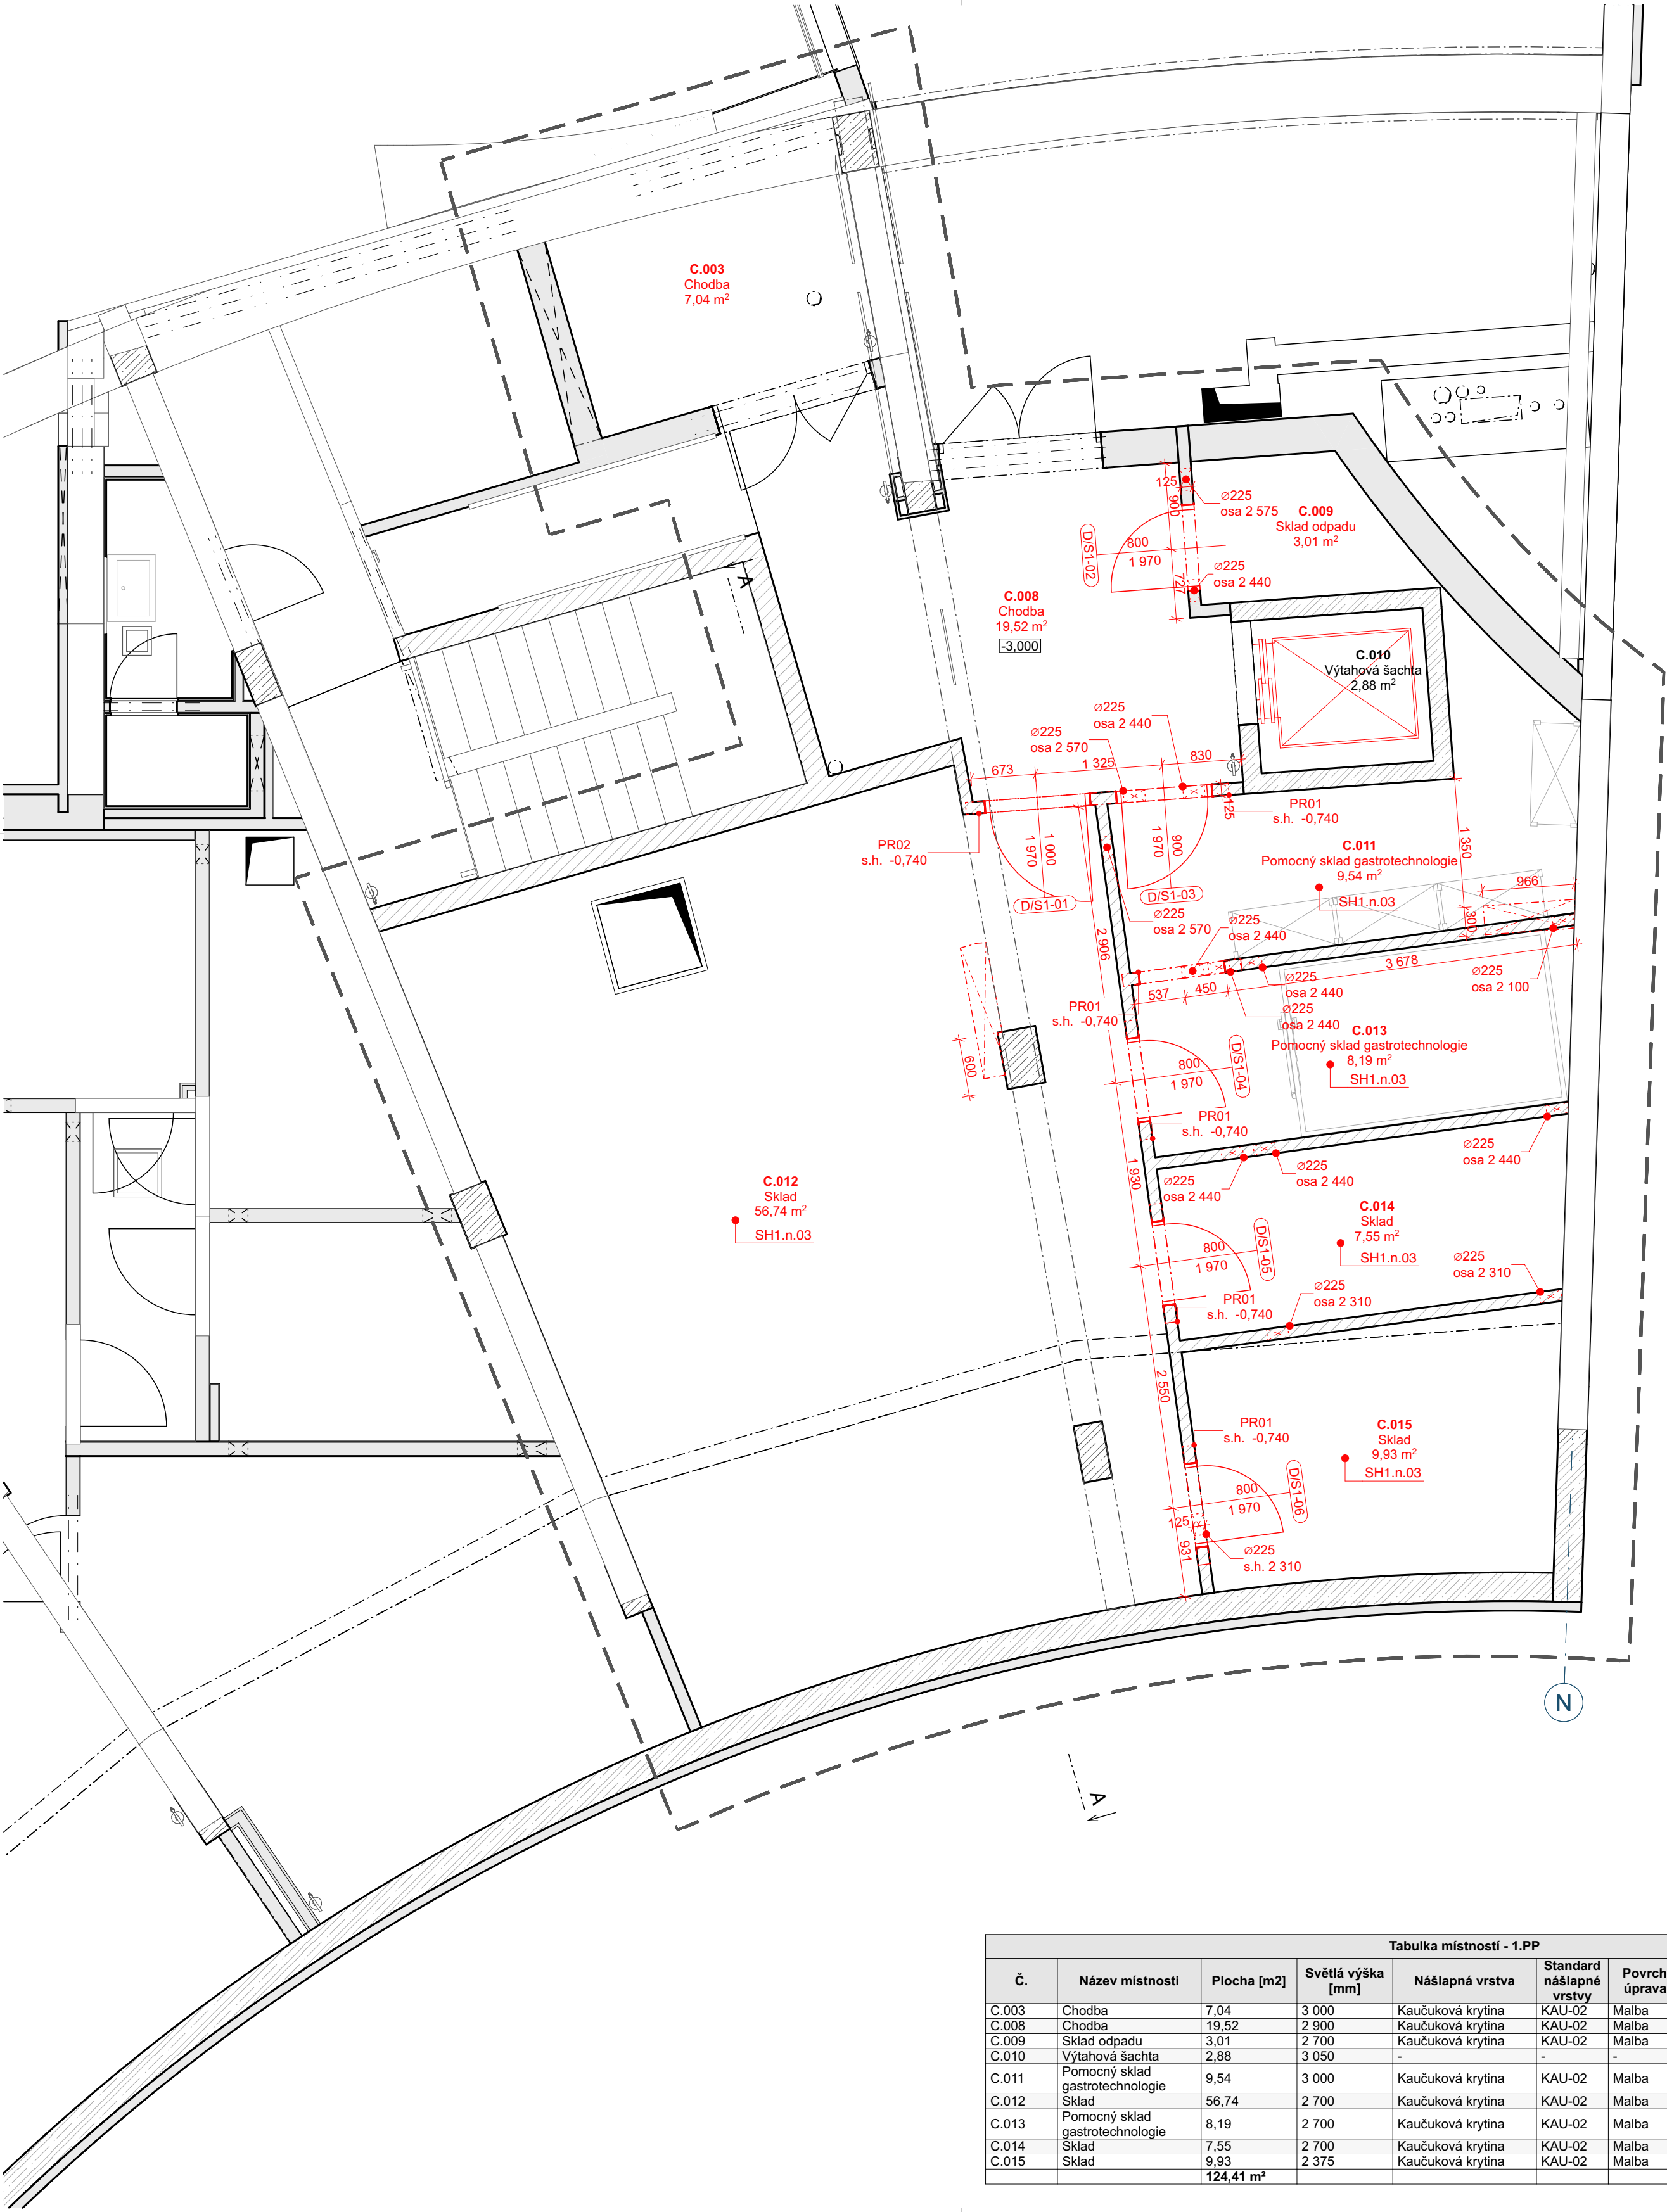 C.003
Chodba
7,04 m²
125
900
⌀225
osa 2 575
C.009
Sklad odpadu
3,01 m²
D/S1-02
800
1 970
⌀225
osa 2 440
727
A
C.008
Chodba
19,52 m²
-3,000
C.010
Výtahová šachta
2,88 m²
⌀225
osa 2 440
⌀225
osa 2 570
673
1 325
830
125
PR01
s.h. -0,740
PR02
s.h. -0,740
1 000
1 970
900
1 970
D/S1-01
D/S1-03
C.011
Pomocný sklad gastrotechnologie
9,54 m²
SH1.n.03
1 350
966
300
⌀225
osa 2 570
⌀225
osa 2 440
2 906
3 678
⌀225
osa 2 100
537
450
⌀225
osa 2 440
⌀225
osa 2 440
PR01
s.h. -0,740
C.013
Pomocný sklad gastrotechnologie
8,19 m²
SH1.n.03
600
800
1 970
D/S1-04
PR01
s.h. -0,740
⌀225
osa 2 440
1 930
⌀225
osa 2 440
⌀225
osa 2 440
C.012
Sklad
56,74 m²
SH1.n.03
C.014
Sklad
7,55 m²
SH1.n.03
800
1 970
D/S1-05
⌀225
osa 2 310
⌀225
osa 2 310
PR01
s.h. -0,740
2 550
PR01
s.h. -0,740
C.015
Sklad
9,93 m²
SH1.n.03
800
1 970
D/S1-06
125
931
⌀225
s.h. 2 310
N
A
Tabulka místností - 1.PP
Č. Název místnosti Plocha [m2] Světlá výška [mm] Nášlapná vrstva Standard nášlapné vrstvy Povrch úprava
C.003 Chodba 7,04 3 000 Kaučuková krytina KAU-02 Malba
C.008 Chodba 19,52 2 900 Kaučuková krytina KAU-02 Malba
C.009 Sklad odpadu 3,01 2 700 Kaučuková krytina KAU-02 Malba
C.010 Výtahová šachta 2,88 3 050 - - -
C.011 Pomocný sklad gastrotechnologie 9,54 3 000 Kaučuková krytina KAU-02 Malba
C.012 Sklad 56,74 2 700 Kaučuková krytina KAU-02 Malba
C.013 Pomocný sklad gastrotechnologie 8,19 2 700 Kaučuková krytina KAU-02 Malba
C.014 Sklad 7,55 2 700 Kaučuková krytina KAU-02 Malba
C.015 Sklad 9,93 2 375 Kaučuková krytina KAU-02 Malba
124,41 m²